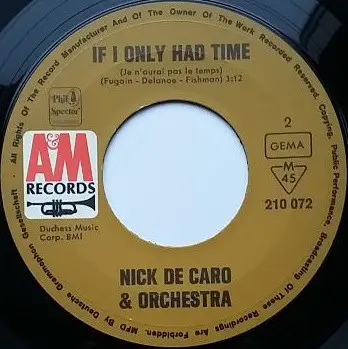 All Rights Of The Record Manufacturer And Of The Owner Of The Work Recorded Reserved. Copying, Public Performance, Broadcasting Of These Recordings Are Forbidden. MFD By Deutsche Grammophon Gesellschaft
IF I ONLY HAD TIME
(Je n'aurai pas le temps)
(Fugain - Delanoe - Fishman) 3:12
Phil
Spector
2
GEMA
M
45
210 072
A&M
RECORDS
Duchess Music
Corp. BMI
NICK DE CARO
& ORCHESTRA